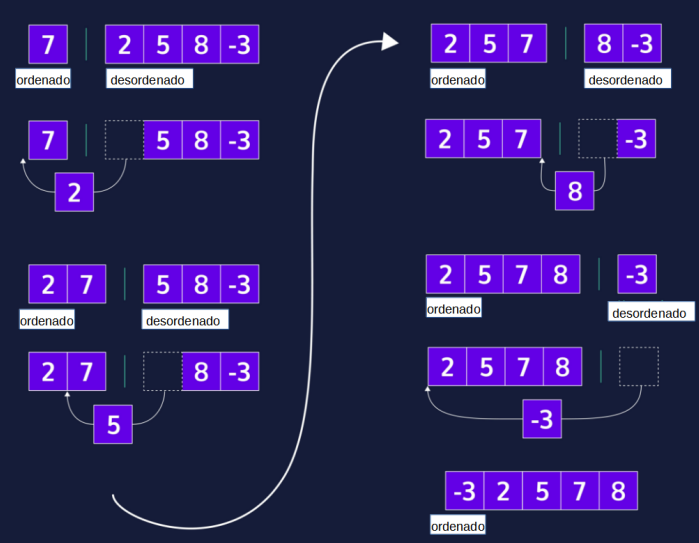 7 | 2 5 8 -3
ordenado desordenado
7 | 5 8 -3
2
2 7 | 5 8 -3
ordenado desordenado
2 7 | 8 -3
5
2 5 7 | 8 -3
ordenado desordenado
2 5 7 | -3
8
2 5 7 8 | -3
ordenado desordenado
2 5 7 8 |
-3
-3 2 5 7 8
ordenado